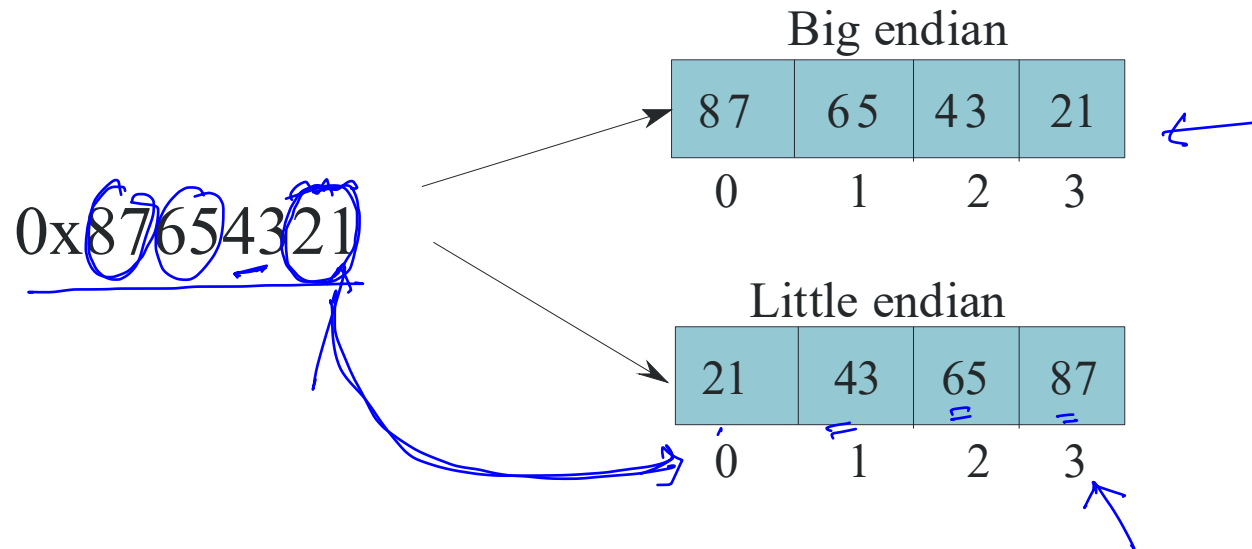 Big endian
87 65 43 21
0 1 2 3
0x87654321
Little endian
21 43 65 87
0 1 2 3